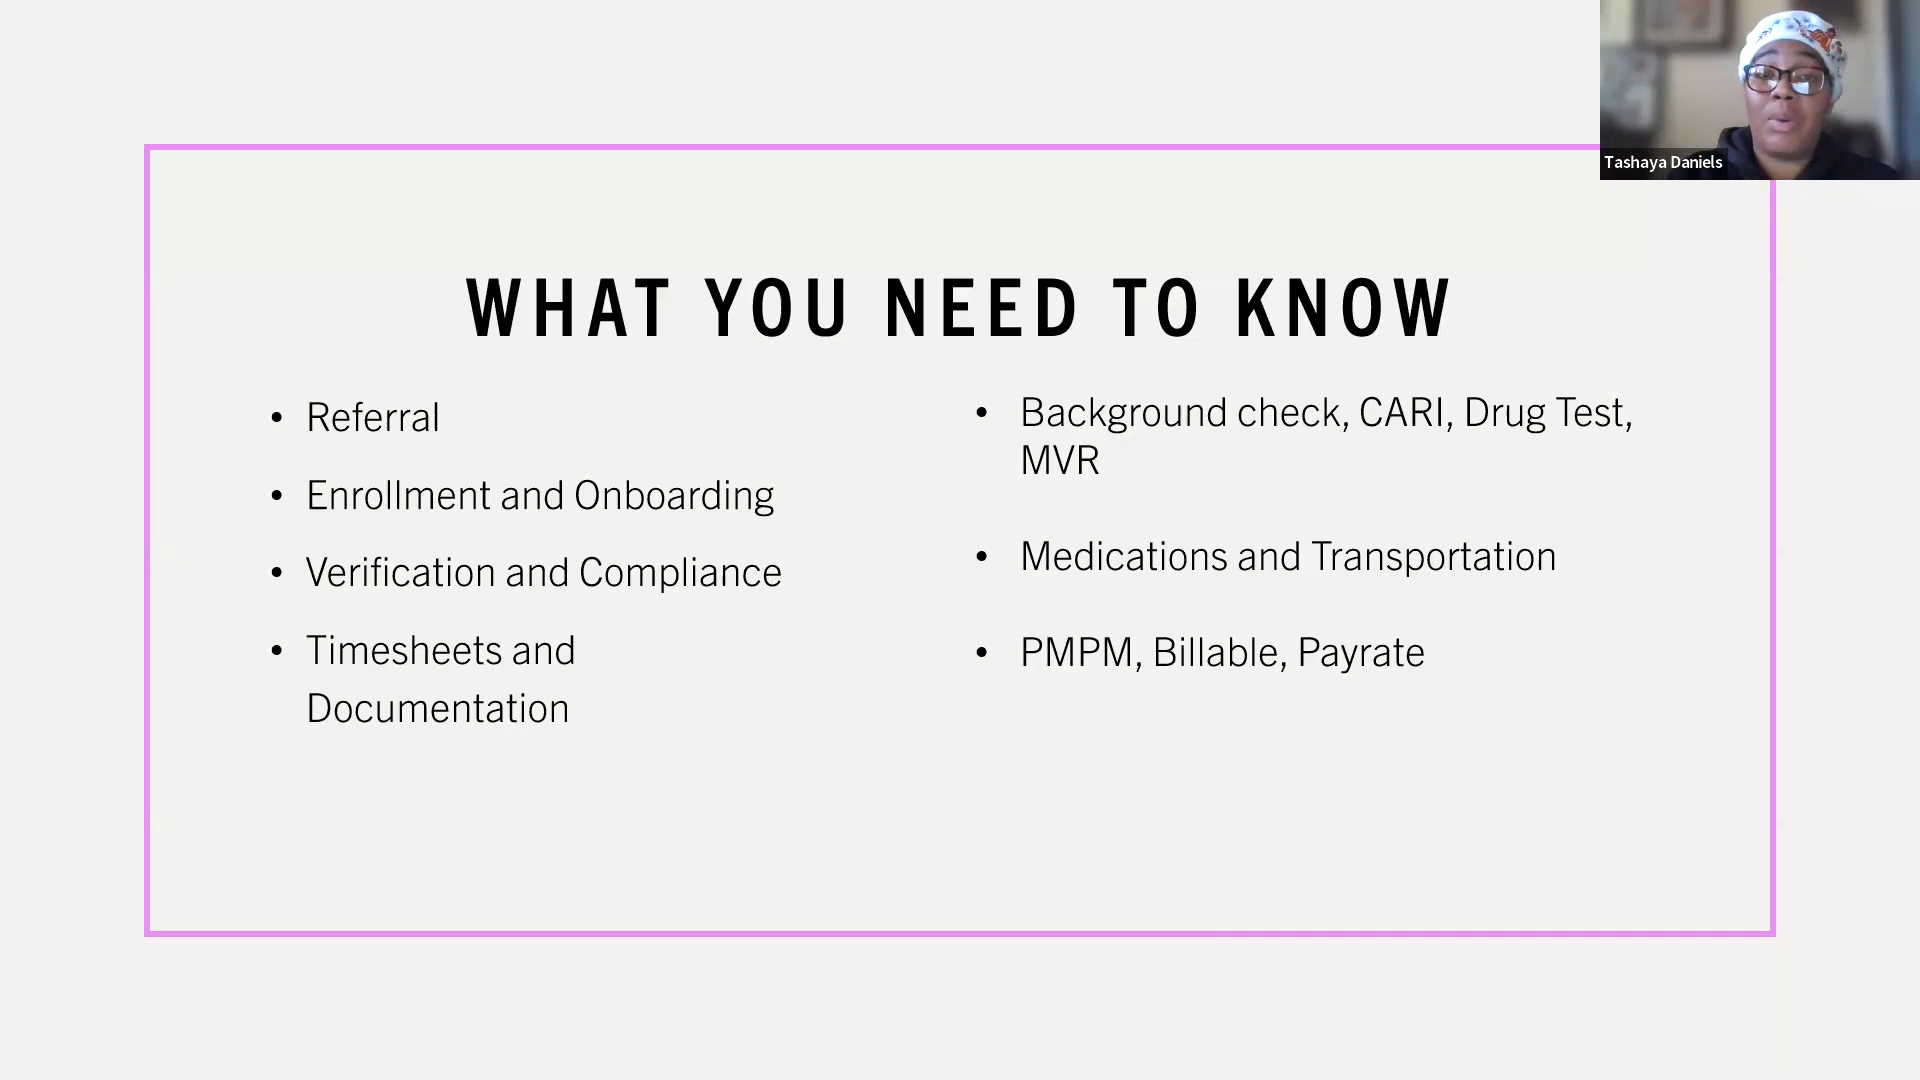 Tashaya Daniels
WHAT YOU NEED TO KNOW
• Referral
• Enrollment and Onboarding
• Verification and Compliance
• Timesheets and
Documentation
• Background check, CARI, Drug Test,
MVR
• Medications and Transportation
• PMPM, Billable, Payrate